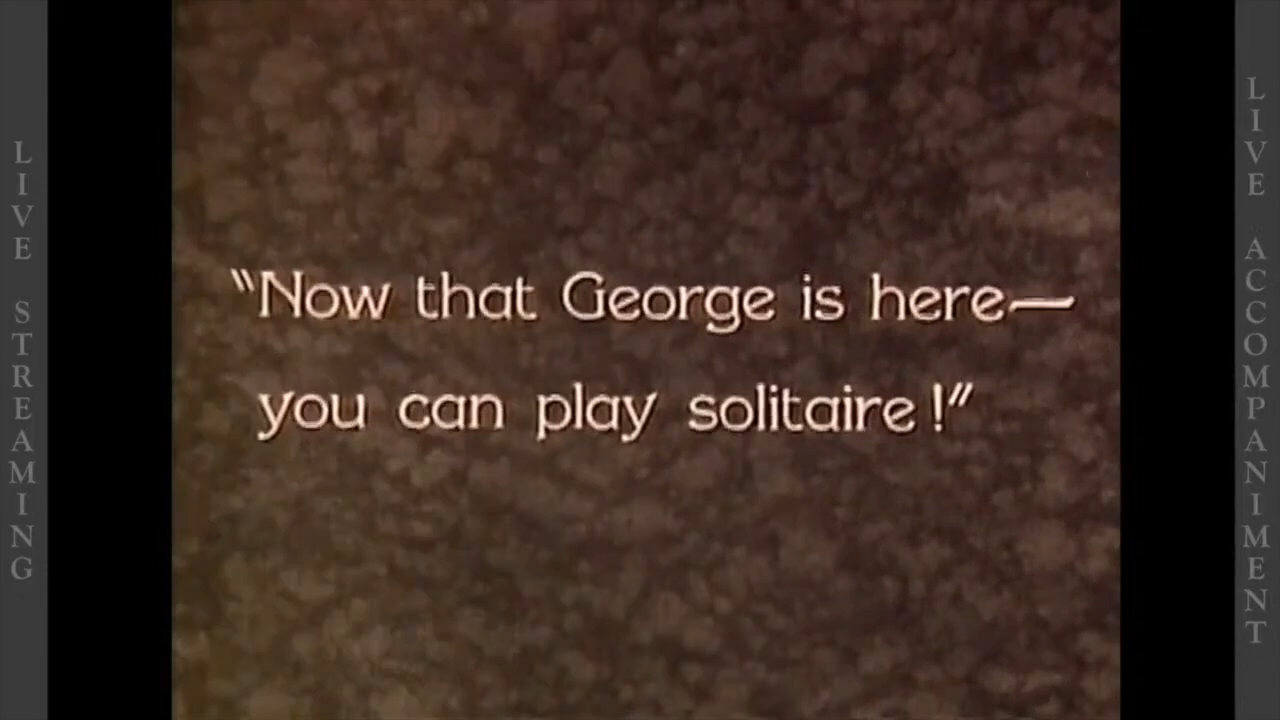 LIVE STREAMING
"Now that George is here—
you can play solitaire!"
LIVE ACCOMPANIMENT